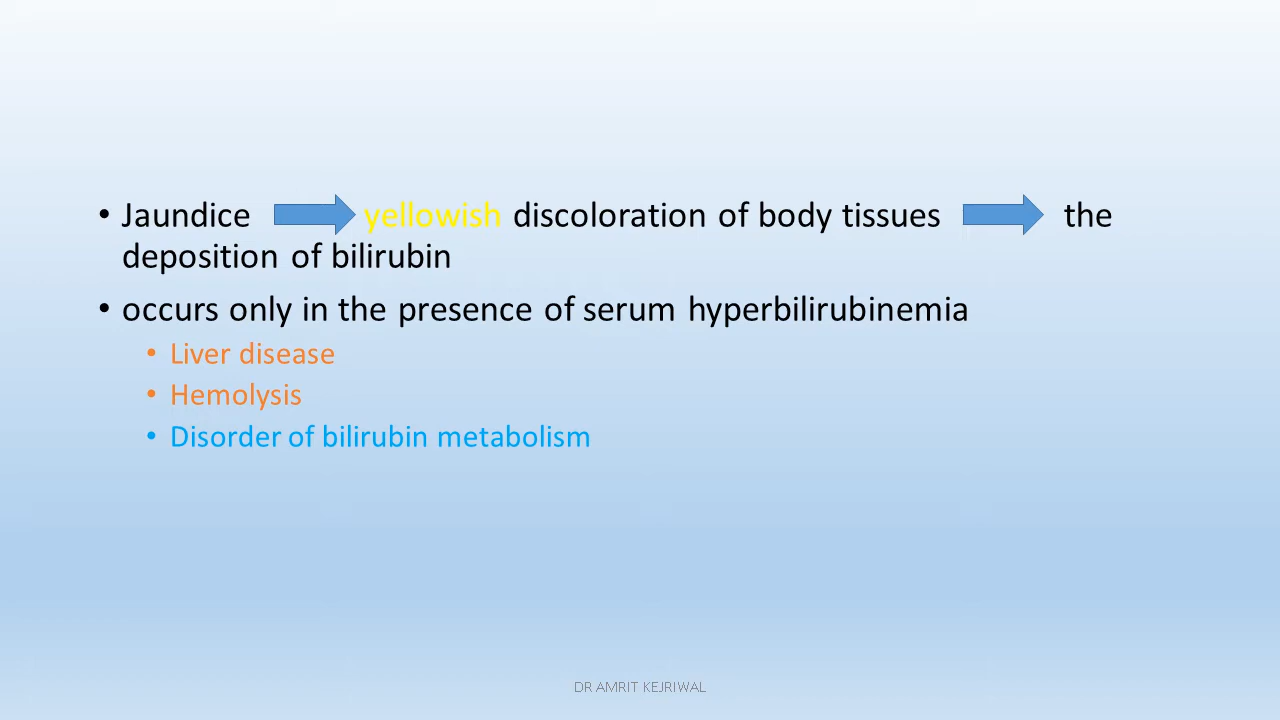 • Jaundice yellowish discoloration of body tissues the
deposition of bilirubin
• occurs only in the presence of serum hyperbilirubinemia
• Liver disease
• Hemolysis
• Disorder of bilirubin metabolism
DR AMRIT KEJRIWAL